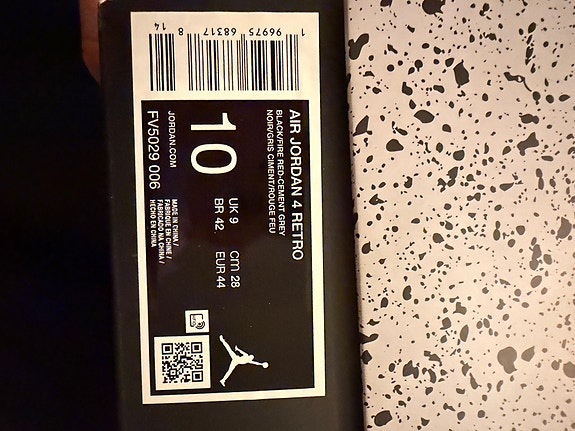 1 96975 68317 8 14
AIR JORDAN 4 RETRO
BLACK/FIRE RED-CEMENT GREY
NOIR/GRIS CIMENT/ROUGE FEU
10
UK 9 cm 28
BR 42 EUR 44
JORDAN.COM
FV5029 006
MADE IN CHINA /
FABRIQUE EN CHINE /
FABRICADO NA CHINA /
HECHO EN CHINA